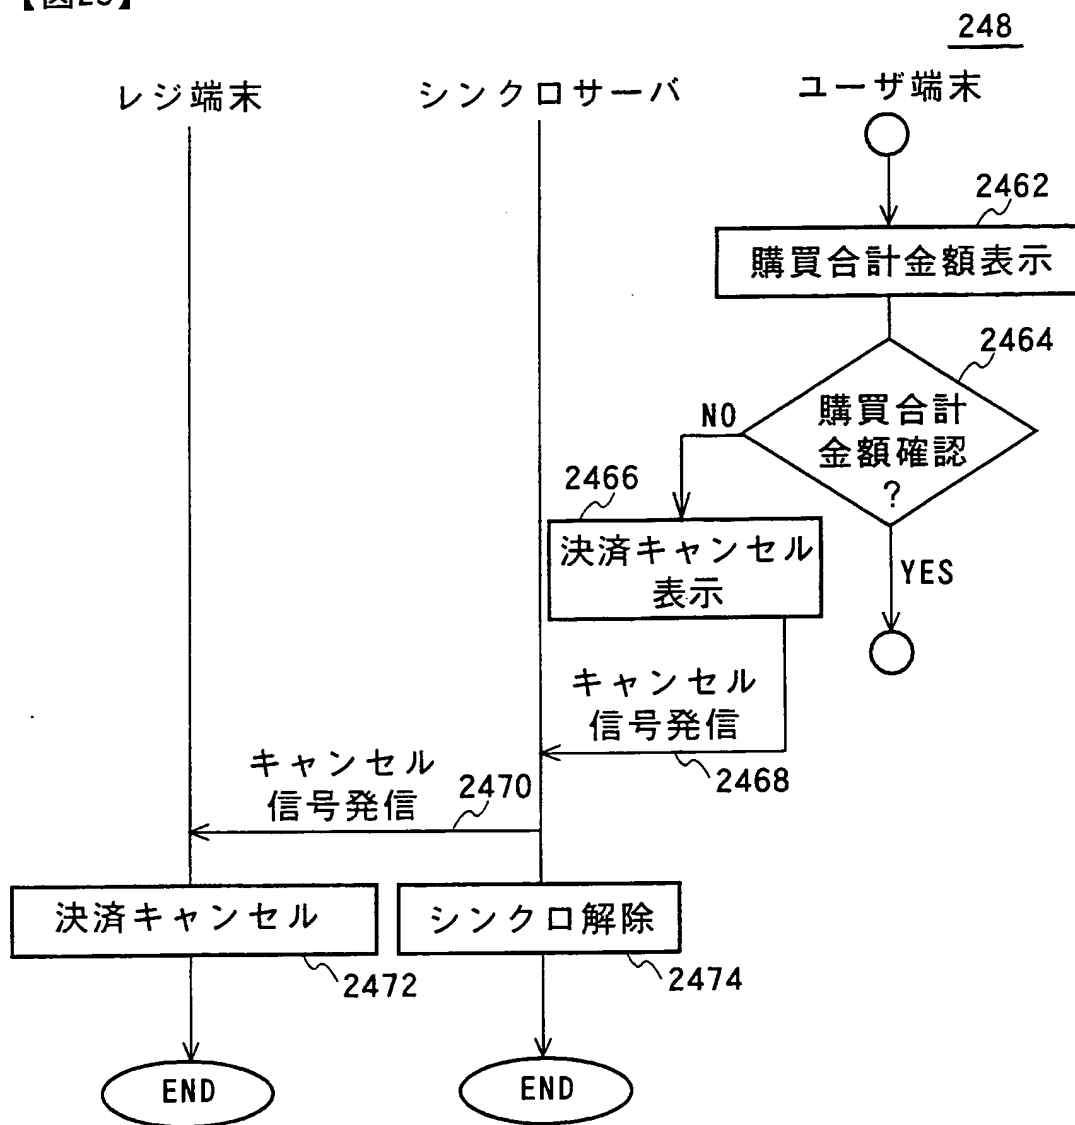 248
レジ端末
シンクロサーバ
ユーザ端末
2462
購買合計金額表示
2464
購買合計
金額確認
?
NO
YES
2466
決済キャンセル
表示
キャンセル
信号発信
2468
キャンセル
信号発信
2470
決済キャンセル
2472
シンクロ解除
2474
END
END